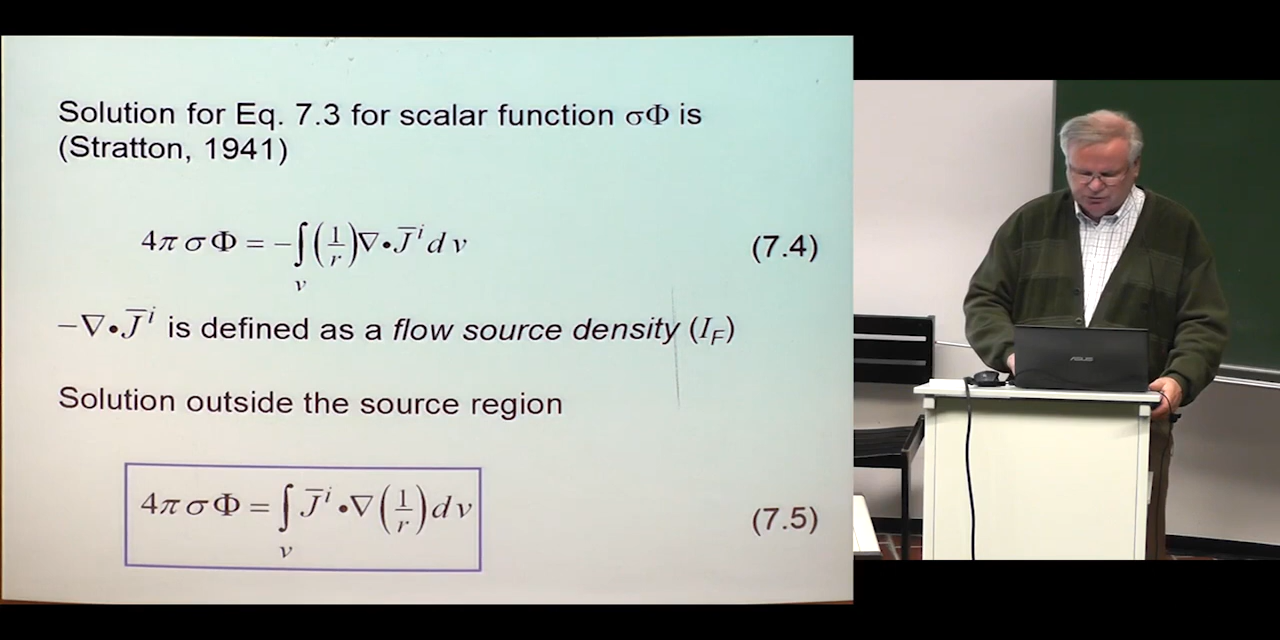 Solution for Eq. 7.3 for scalar function σΦ is
(Stratton, 1941)
4π σ Φ = −∫v (1/r) ∇•J̅ⁱ d v (7.4)
−∇•J̅ⁱ is defined as a flow source density (I_F)
Solution outside the source region
4π σ Φ = ∫v J̅ⁱ •∇(1/r) d v (7.5)
ASUS